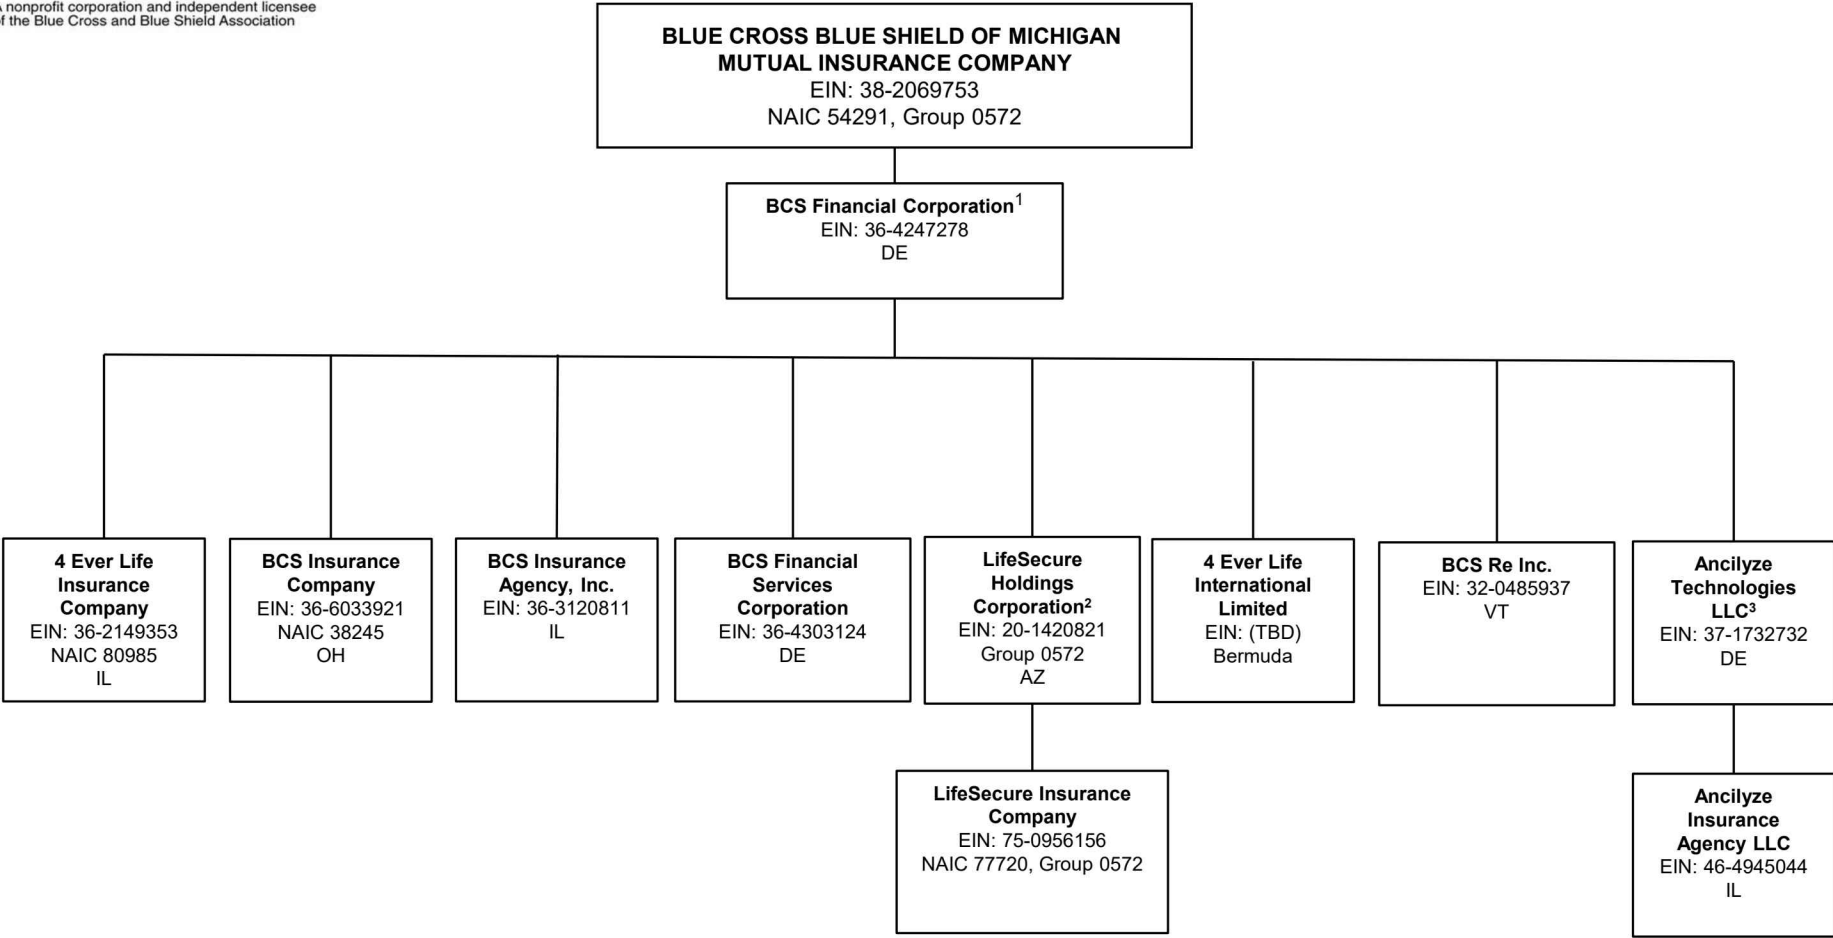 A nonprofit corporation and independent licensee
of the Blue Cross and Blue Shield Association
BLUE CROSS BLUE SHIELD OF MICHIGAN
MUTUAL INSURANCE COMPANY
EIN: 38-2069753
NAIC 54291, Group 0572
BCS Financial Corporation¹
EIN: 36-4247278
DE
4 Ever Life
Insurance
Company
EIN: 36-2149353
NAIC 80985
IL
BCS Insurance
Company
EIN: 36-6033921
NAIC 38245
OH
BCS Insurance
Agency, Inc.
EIN: 36-3120811
IL
BCS Financial
Services
Corporation
EIN: 36-4303124
DE
LifeSecure
Holdings
Corporation²
EIN: 20-1420821
Group 0572
AZ
4 Ever Life
International
Limited
EIN: (TBD)
Bermuda
BCS Re Inc.
EIN: 32-0485937
VT
Ancilyze
Technologies
LLC³
EIN: 37-1732732
DE
LifeSecure Insurance
Company
EIN: 75-0956156
NAIC 77720, Group 0572
Ancilyze
Insurance
Agency LLC
EIN: 46-4945044
IL